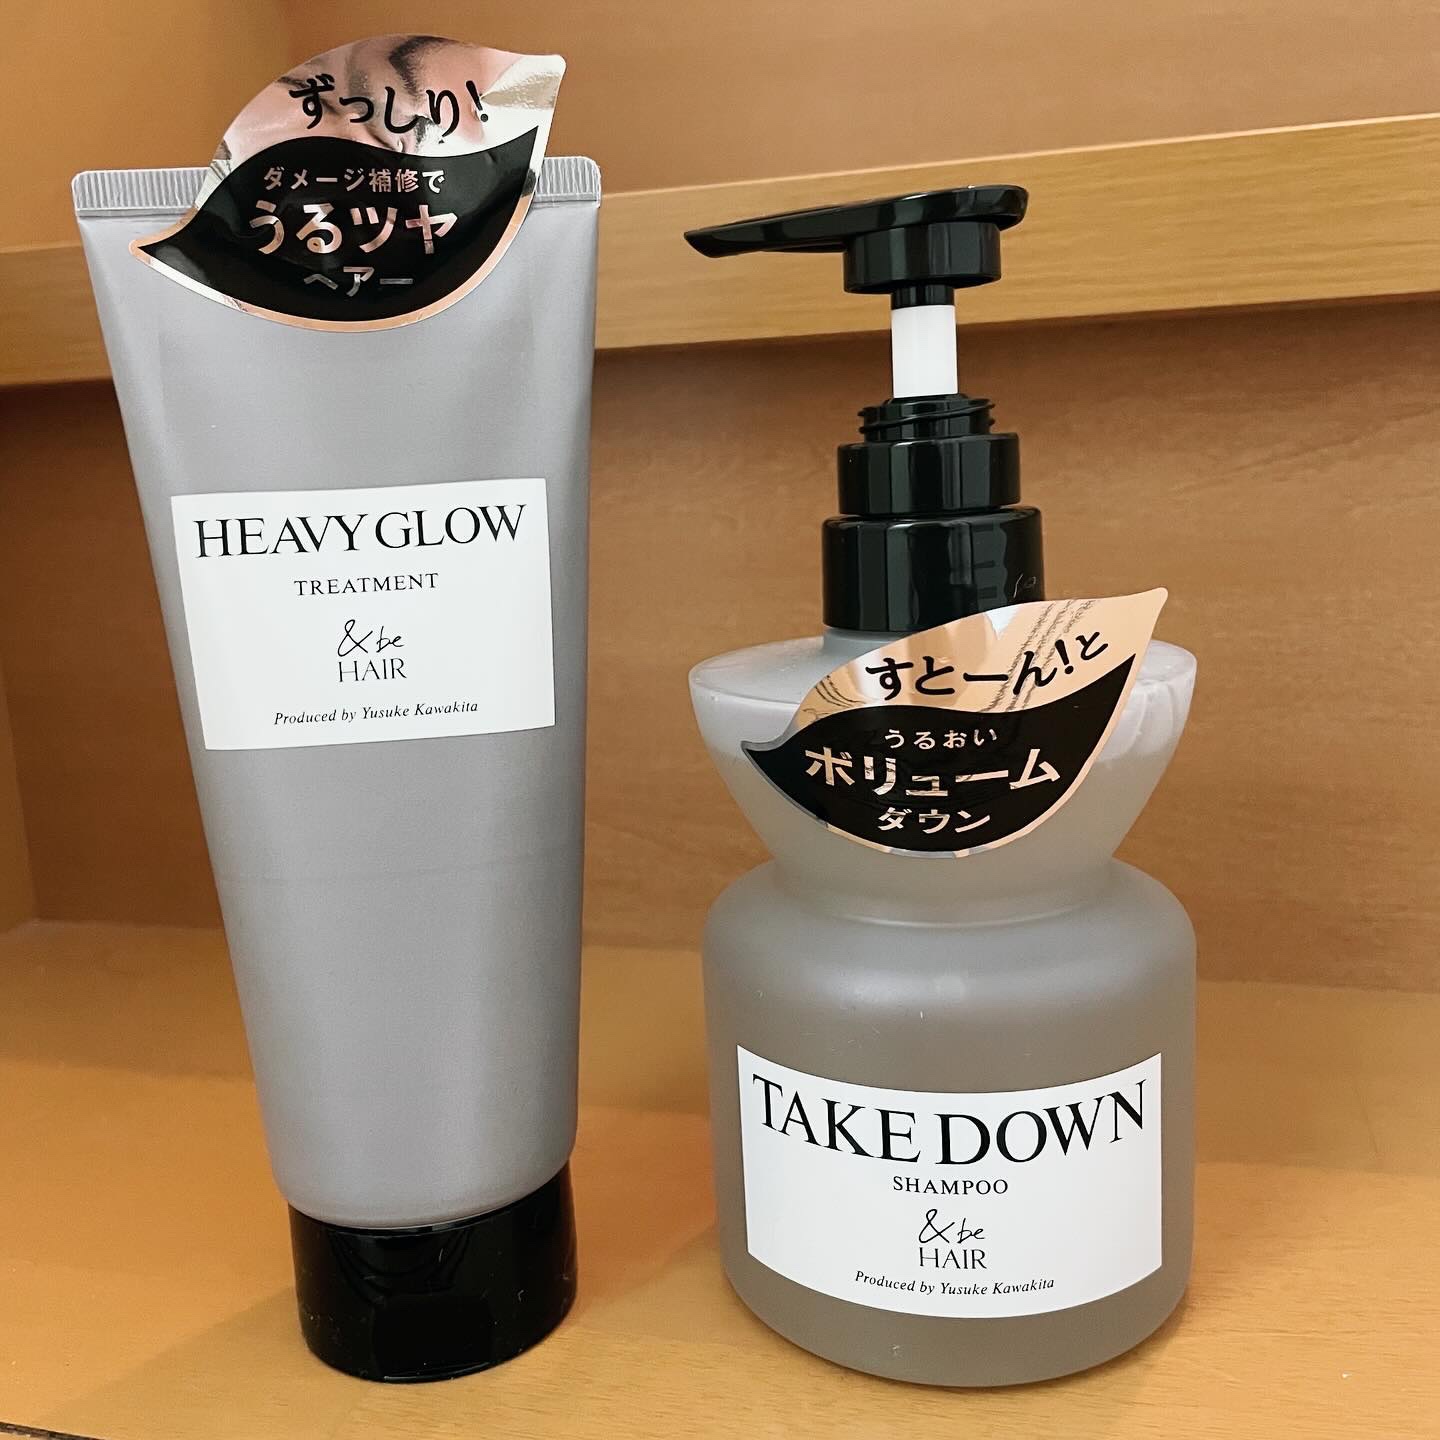 ずっしり!
ダメージ補修で
うるツヤ
ヘアー
HEAVY GLOW
TREATMENT
&be
HAIR
Produced by Yusuke Kawakita
すとーん!と
うるおい
ボリューム
ダウン
TAKE DOWN
SHAMPOO
&be
HAIR
Produced by Yusuke Kawakita